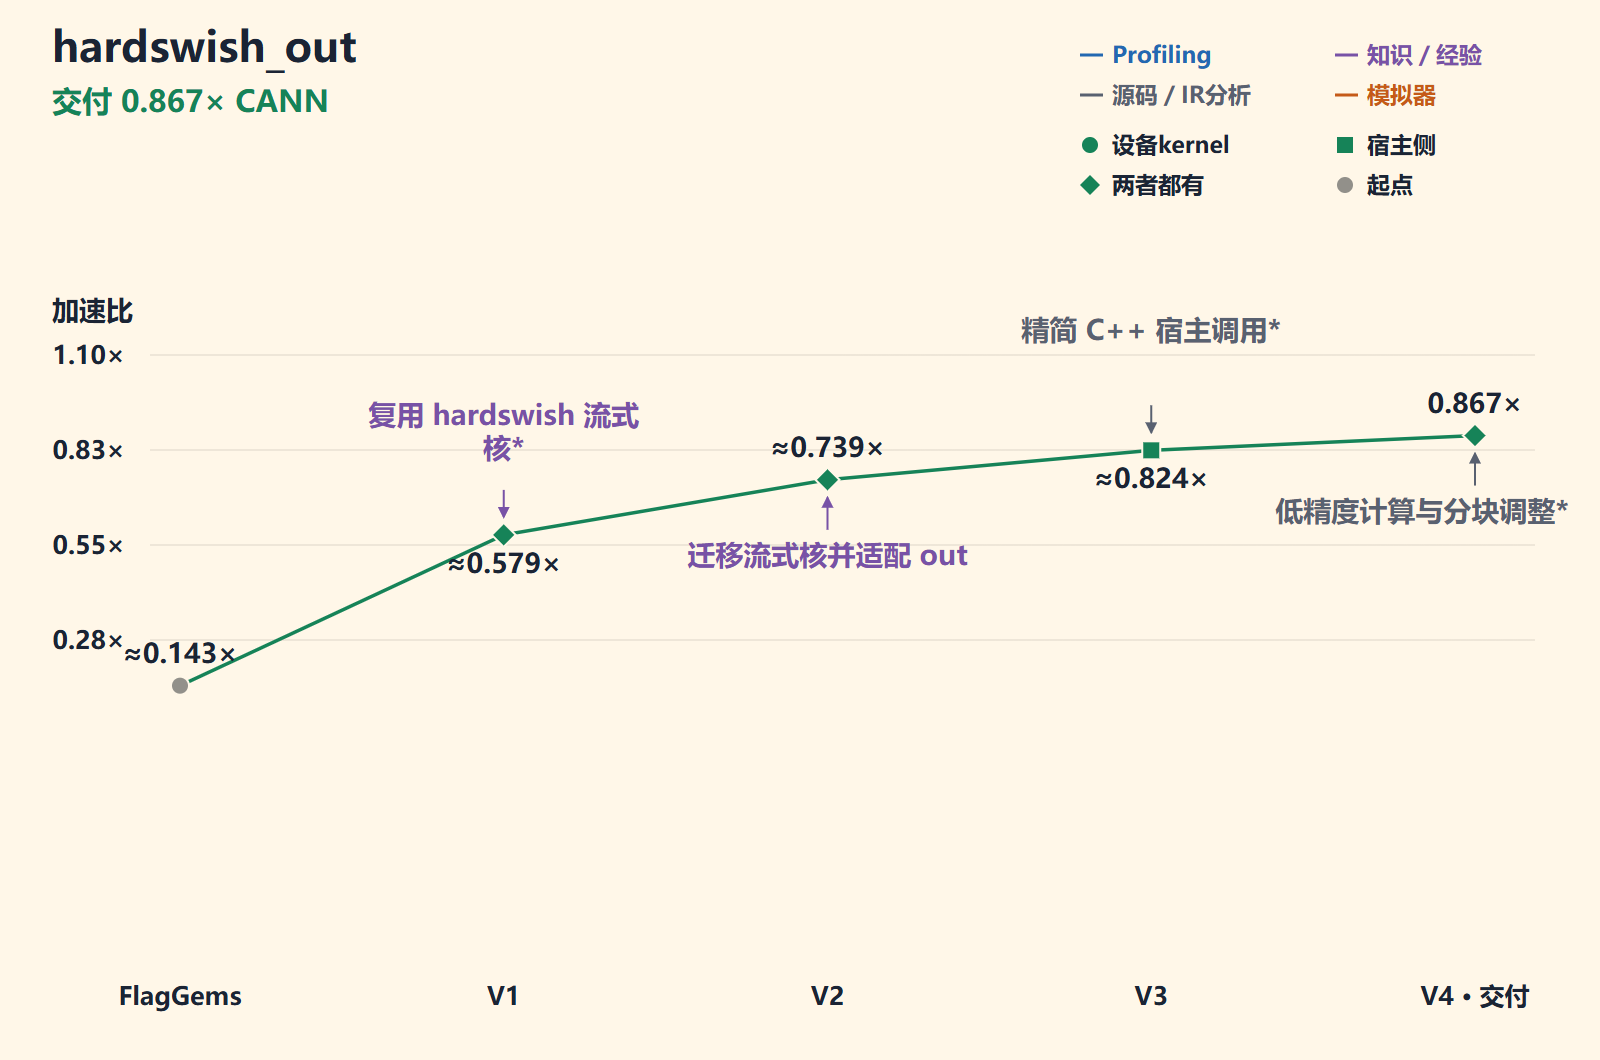 hardswish_out
交付 0.867× CANN
Profiling
知识 / 经验
源码 / IR分析
模拟器
设备kernel
宿主侧
两者都有
起点
加速比
1.10×
0.83×
0.55×
0.28×
≈0.143×
复用 hardswish 流式
核*
≈0.579×
≈0.739×
迁移流式核并适配 out
精简 C++ 宿主调用*
≈0.824×
0.867×
低精度计算与分块调整*
FlagGems
V1
V2
V3
V4 • 交付